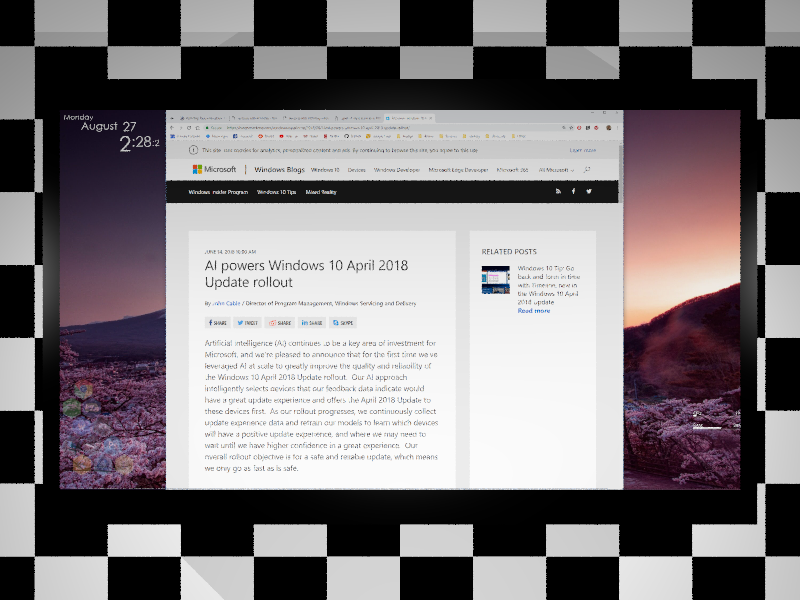 Monday
August 27
2:28:2
This site uses cookies for analytics, personalized content and ads. By continuing to browse this site, you agree to this use.
Learn more
Microsoft | Windows Blogs Windows 10 Devices Windows Developer Microsoft Edge Developer Microsoft 365 All Microsoft
Windows Insider Program Windows 10 Tips Mixed Reality
JUNE 14, 2018 10:00 AM
AI powers Windows 10 April 2018
Update rollout
By John Cable / Director of Program Management, Windows Servicing and Delivery
SHARE TWEET SHARE SHARE SKYPE
Artificial intelligence (AI) continues to be a key area of investment for
Microsoft, and we're pleased to announce that for the first time we've
leveraged AI at scale to greatly improve the quality and reliability of
the Windows 10 April 2018 Update rollout. Our AI approach
intelligently selects devices that our feedback data indicate would
have a great update experience and offers the April 2018 Update to
these devices first. As our rollout progresses, we continuously collect
update experience data and retrain our models to learn which devices
will have a positive update experience, and where we may need to
wait until we have higher confidence in a great experience. Our
overall rollout objective is for a safe and reliable update, which means
we only go as fast as is safe.
RELATED POSTS
Windows 10 Tip: Go
back and forth in time
with Timeline, new in
the Windows 10 April
2018 Update
Read more